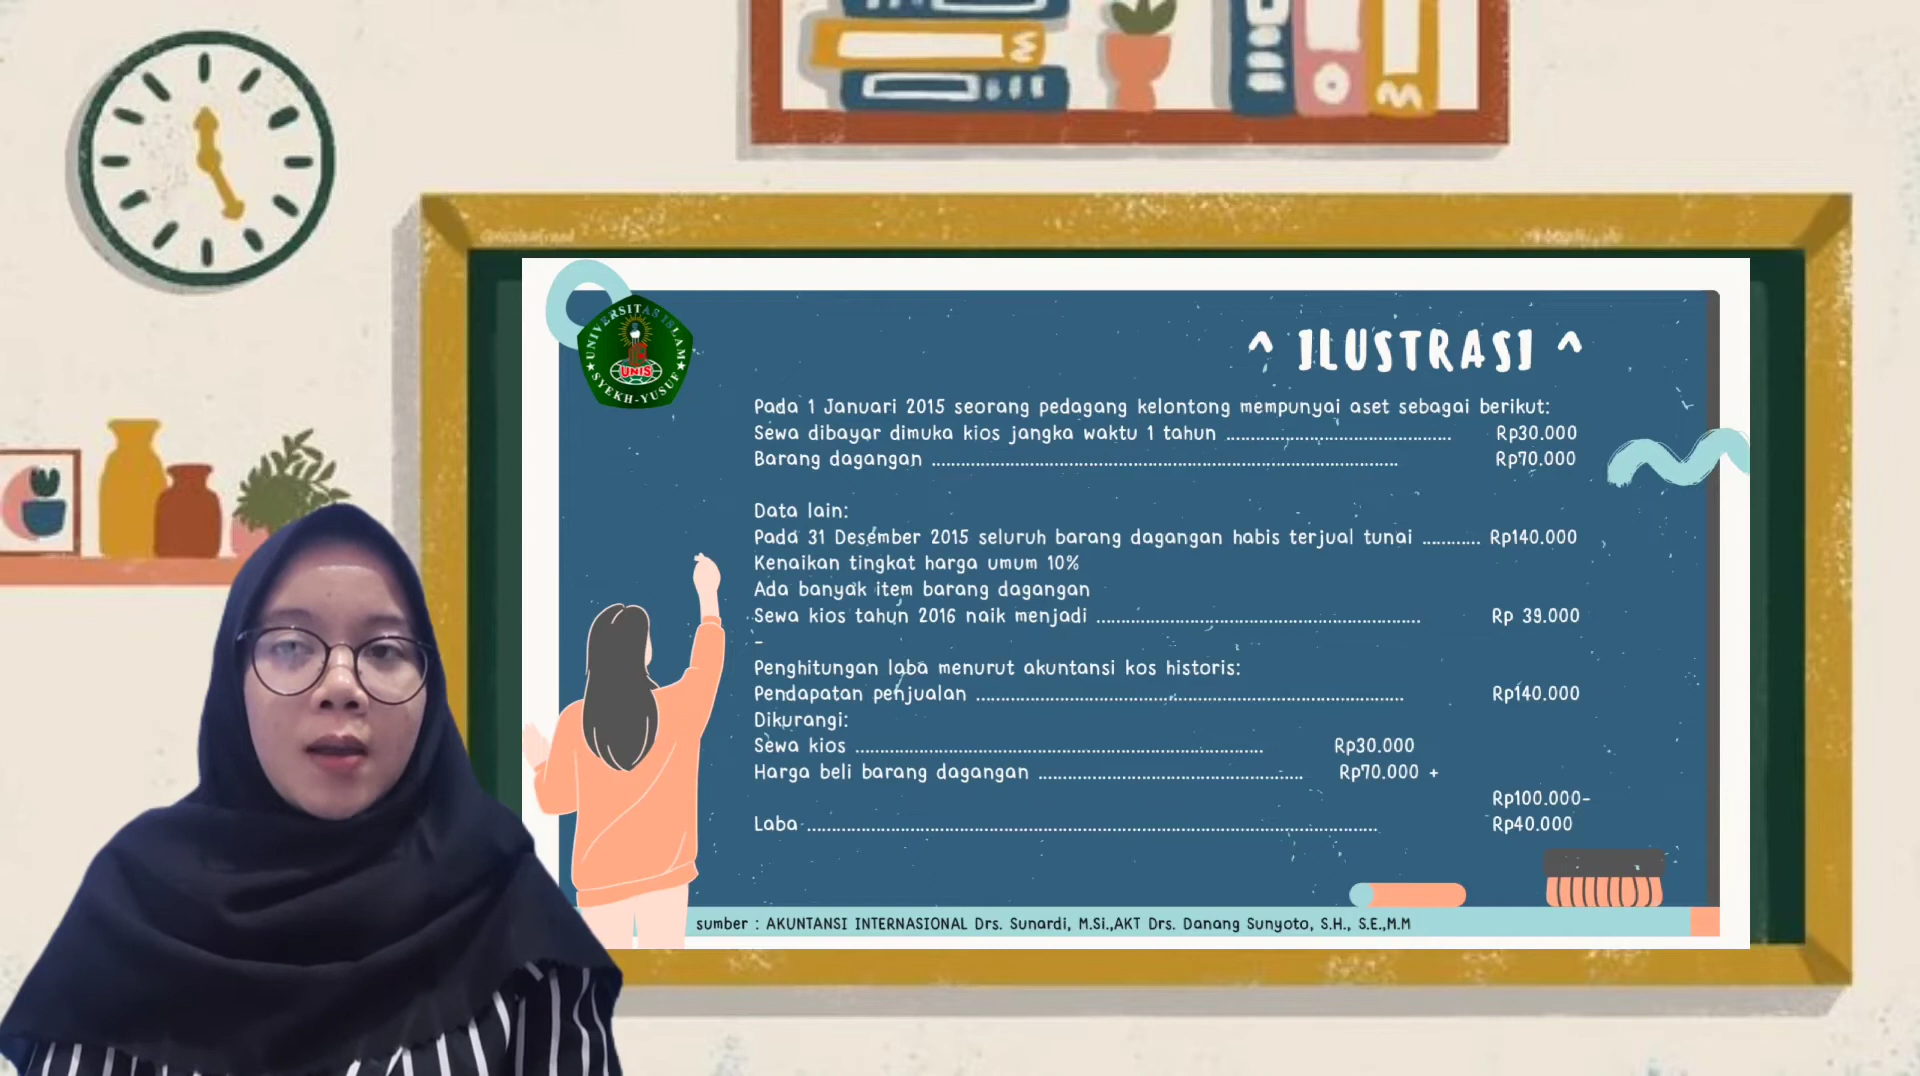 UNIVERSITAS ISLAM
UNIS
SYEKH-YUSUF
^ ILUSTRASI ^
Pada 1 Januari 2015 seorang pedagang kelontong mempunyai aset sebagai berikut:
Sewa dibayar dimuka kios jangka waktu 1 tahun ............................................. Rp30.000
Barang dagangan ............................................................................................. Rp70.000
Data lain:
Pada 31 Desember 2015 seluruh barang dagangan habis terjual tunai ............ Rp140.000
Kenaikan tingkat harga umum 10%
Ada banyak item barang dagangan
Sewa kios tahun 2016 naik menjadi ................................................................. Rp 39.000
-
Penghitungan laba menurut akuntansi kos historis:
Pendapatan penjualan ...................................................................................... Rp140.000
Dikurangi:
Sewa kios .................................................................................. Rp30.000
Harga beli barang dagangan ..................................................... Rp70.000 +
Rp100.000-
Laba ................................................................................................................... Rp40.000
sumber : AKUNTANSI INTERNASIONAL Drs. Sunardi, M.Si.,AKT Drs. Danang Sunyoto, S.H., S.E.,M.M